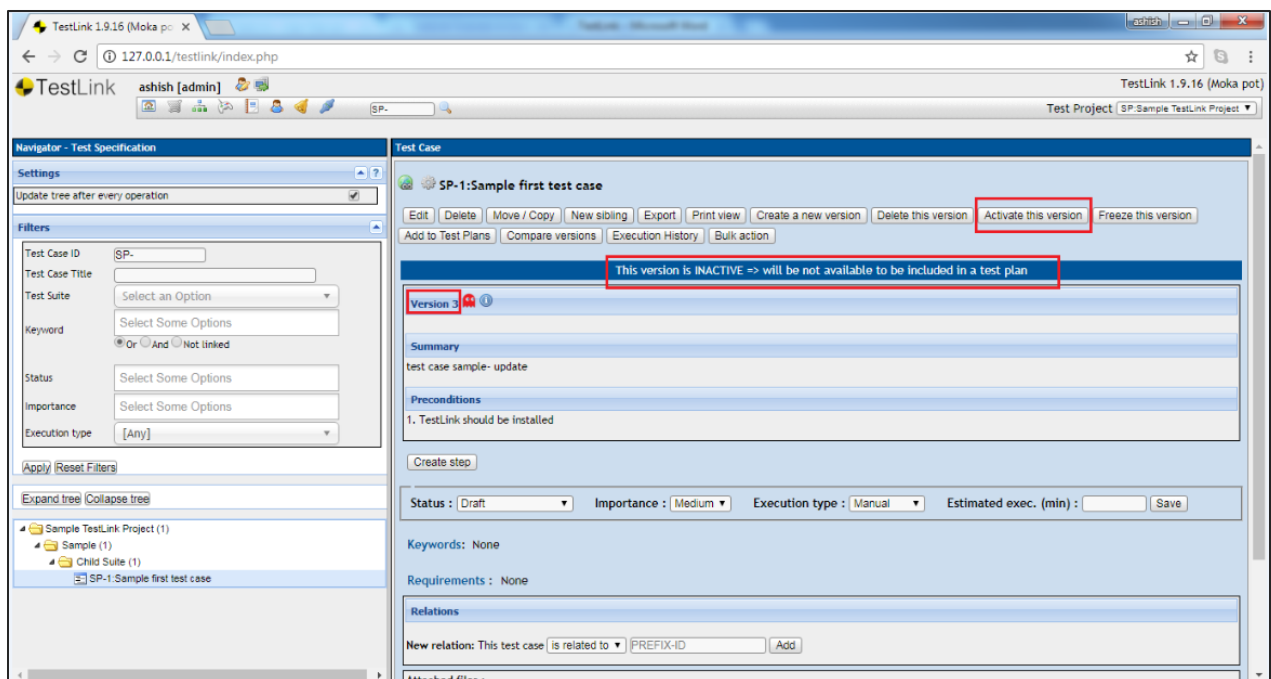 TestLink 1.9.16 (Moka po
ashish
127.0.0.1/testlink/index.php
TestLink
ashish [admin]
TestLink 1.9.16 (Moka pot)
SP-
Test Project SP:Sample TestLink Project
Navigator - Test Specification
Settings
?
Update tree after every operation
Filters
Test Case ID SP-
Test Case Title
Test Suite Select an Option
Keyword Select Some Options
Or And Not linked
Status Select Some Options
Importance Select Some Options
Execution type [Any]
Apply Reset Filters
Expand tree Collapse tree
Sample TestLink Project (1)
Sample (1)
Child Suite (1)
SP-1:Sample first test case
Test Case
SP-1:Sample first test case
Edit Delete Move / Copy New sibling Export Print view Create a new version Delete this version Activate this version Freeze this version
Add to Test Plans Compare versions Execution History Bulk action
This version is INACTIVE => will be not available to be included in a test plan
Version 3
Summary
test case sample- update
Preconditions
1. TestLink should be installed
Create step
Status : Draft Importance : Medium Execution type : Manual Estimated exec. (min) : Save
Keywords: None
Requirements : None
Relations
New relation: This test case is related to PREFIX-ID Add